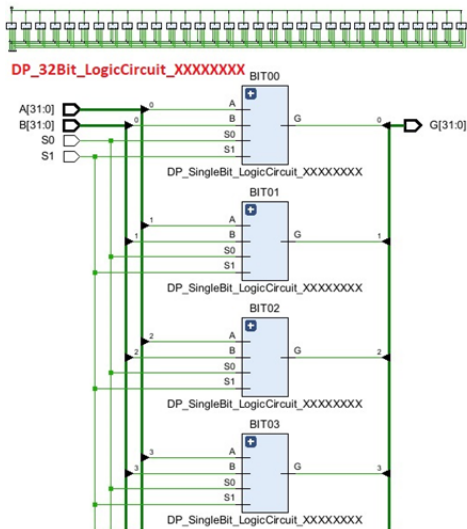 DP_32Bit_LogicCircuit_XXXXXXXX
BIT00
A[31:0] 0 A
B[31:0] 0 B G 0 G[31:0]
S0 S0
S1 S1
DP_SingleBit_LogicCircuit_XXXXXXXX
BIT01
1 A
1 B G 1
S0
S1
DP_SingleBit_LogicCircuit_XXXXXXXX
BIT02
2 A
2 B G 2
S0
S1
DP_SingleBit_LogicCircuit_XXXXXXXX
BIT03
3 A
3 B G 3
S0
S1
DP_SingleBit_LogicCircuit_XXXXXXXX